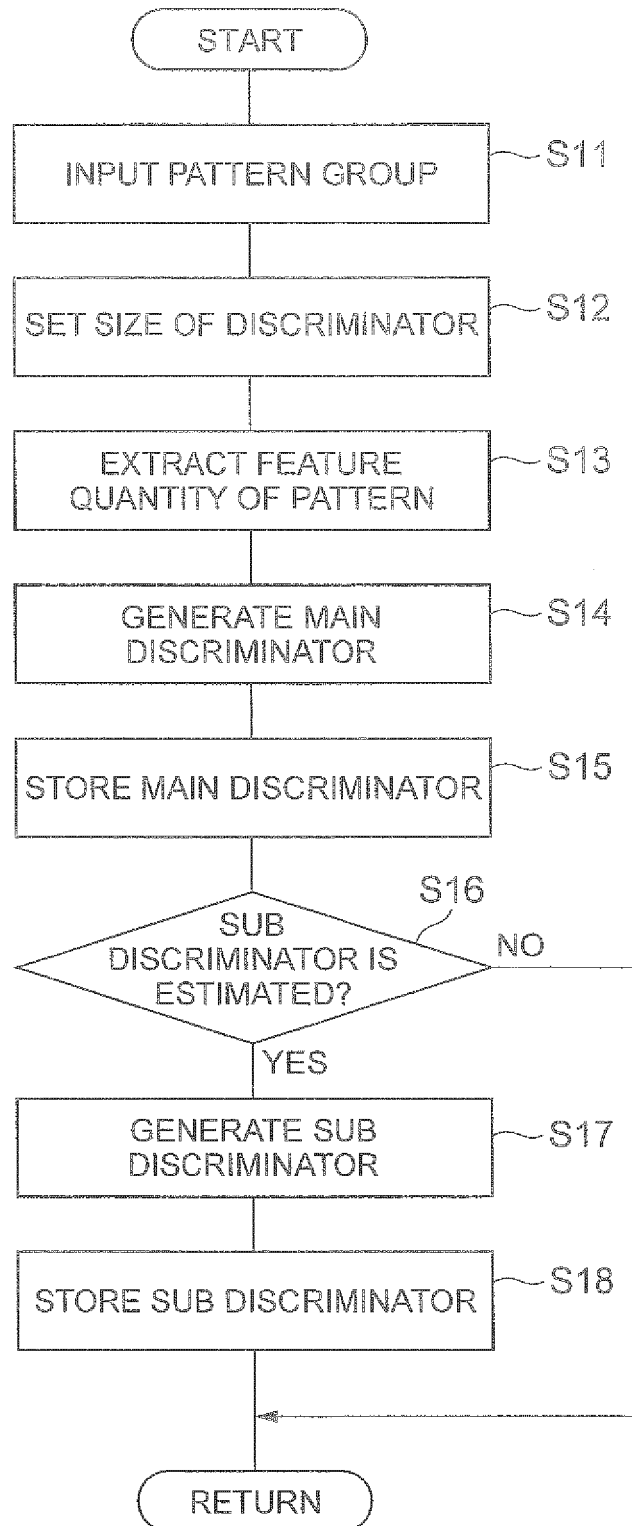 START
INPUT PATTERN GROUP
S11
SET SIZE OF DISCRIMINATOR
S12
EXTRACT FEATURE
QUANTITY OF PATTERN
S13
GENERATE MAIN
DISCRIMINATOR
S14
STORE MAIN DISCRIMINATOR
S15
S16
SUB
DISCRIMINATOR IS
ESTIMATED?
NO
YES
GENERATE SUB
DISCRIMINATOR
S17
STORE SUB DISCRIMINATOR
S18
RETURN